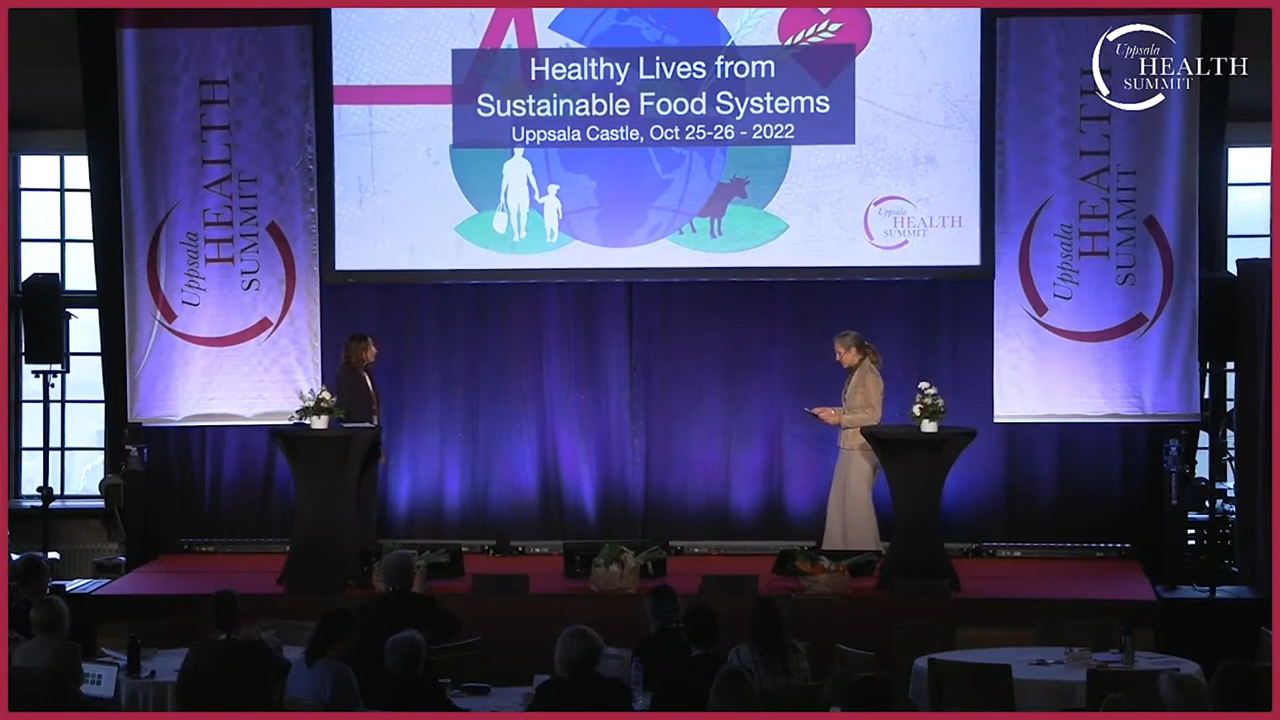 Healthy Lives from
Sustainable Food Systems
Uppsala Castle, Oct 25-26 - 2022
Uppsala
HEALTH
SUMMIT
Uppsala
HEALTH
SUMMIT
Uppsala
HEALTH
SUMMIT
Uppsala
HEALTH
SUMMIT